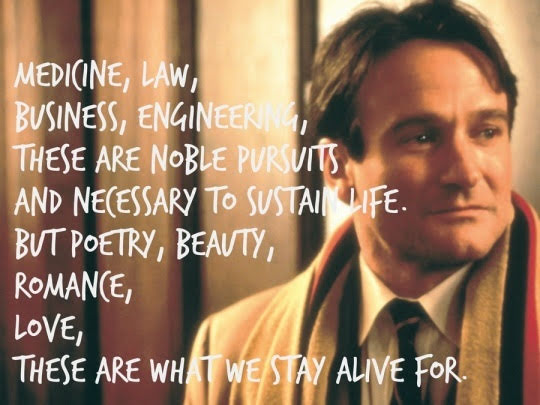 MEDICINE, LAW,
BUSINESS, ENGINEERING,
THESE ARE NOBLE PURSUITS
AND NECESSARY TO SUSTAIN LIFE.
BUT POETRY, BEAUTY,
ROMANCE,
LOVE,
THESE ARE WHAT WE STAY ALIVE FOR.